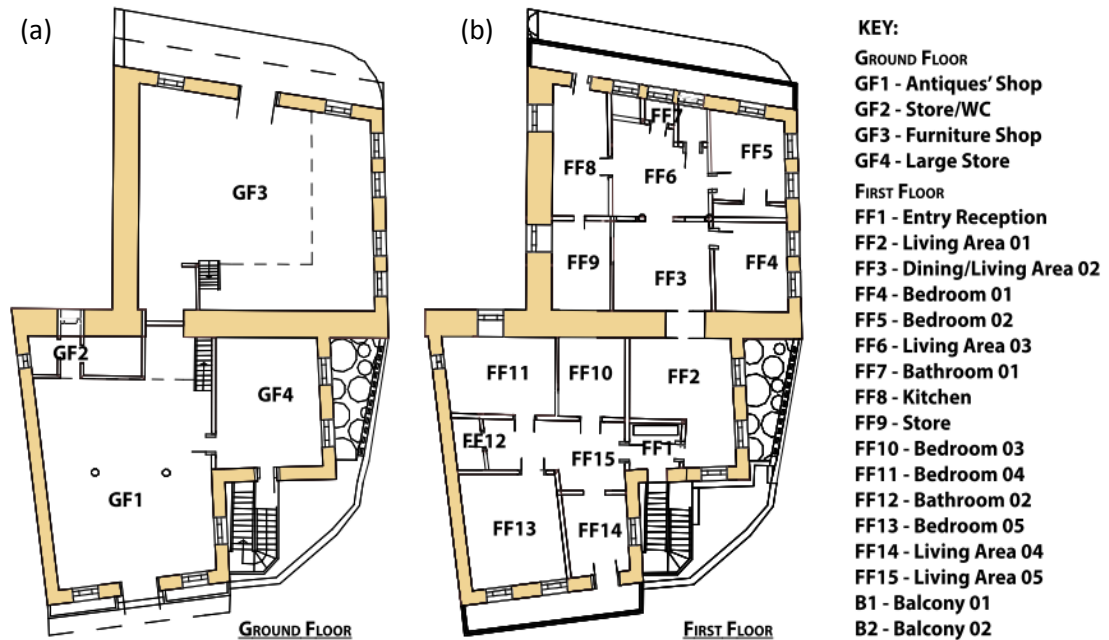 (a)
GF3
GF2
GF4
GF1
GROUND FLOOR
(b)
FF7
FF8
FF6
FF5
FF9
FF3
FF4
FF11
FF10
FF2
FF12
FF15
FF1
FF13
FF14
FIRST FLOOR
KEY:
GROUND FLOOR
GF1 - Antiques' Shop
GF2 - Store/WC
GF3 - Furniture Shop
GF4 - Large Store
FIRST FLOOR
FF1 - Entry Reception
FF2 - Living Area 01
FF3 - Dining/Living Area 02
FF4 - Bedroom 01
FF5 - Bedroom 02
FF6 - Living Area 03
FF7 - Bathroom 01
FF8 - Kitchen
FF9 - Store
FF10 - Bedroom 03
FF11 - Bedroom 04
FF12 - Bathroom 02
FF13 - Bedroom 05
FF14 - Living Area 04
FF15 - Living Area 05
B1 - Balcony 01
B2 - Balcony 02